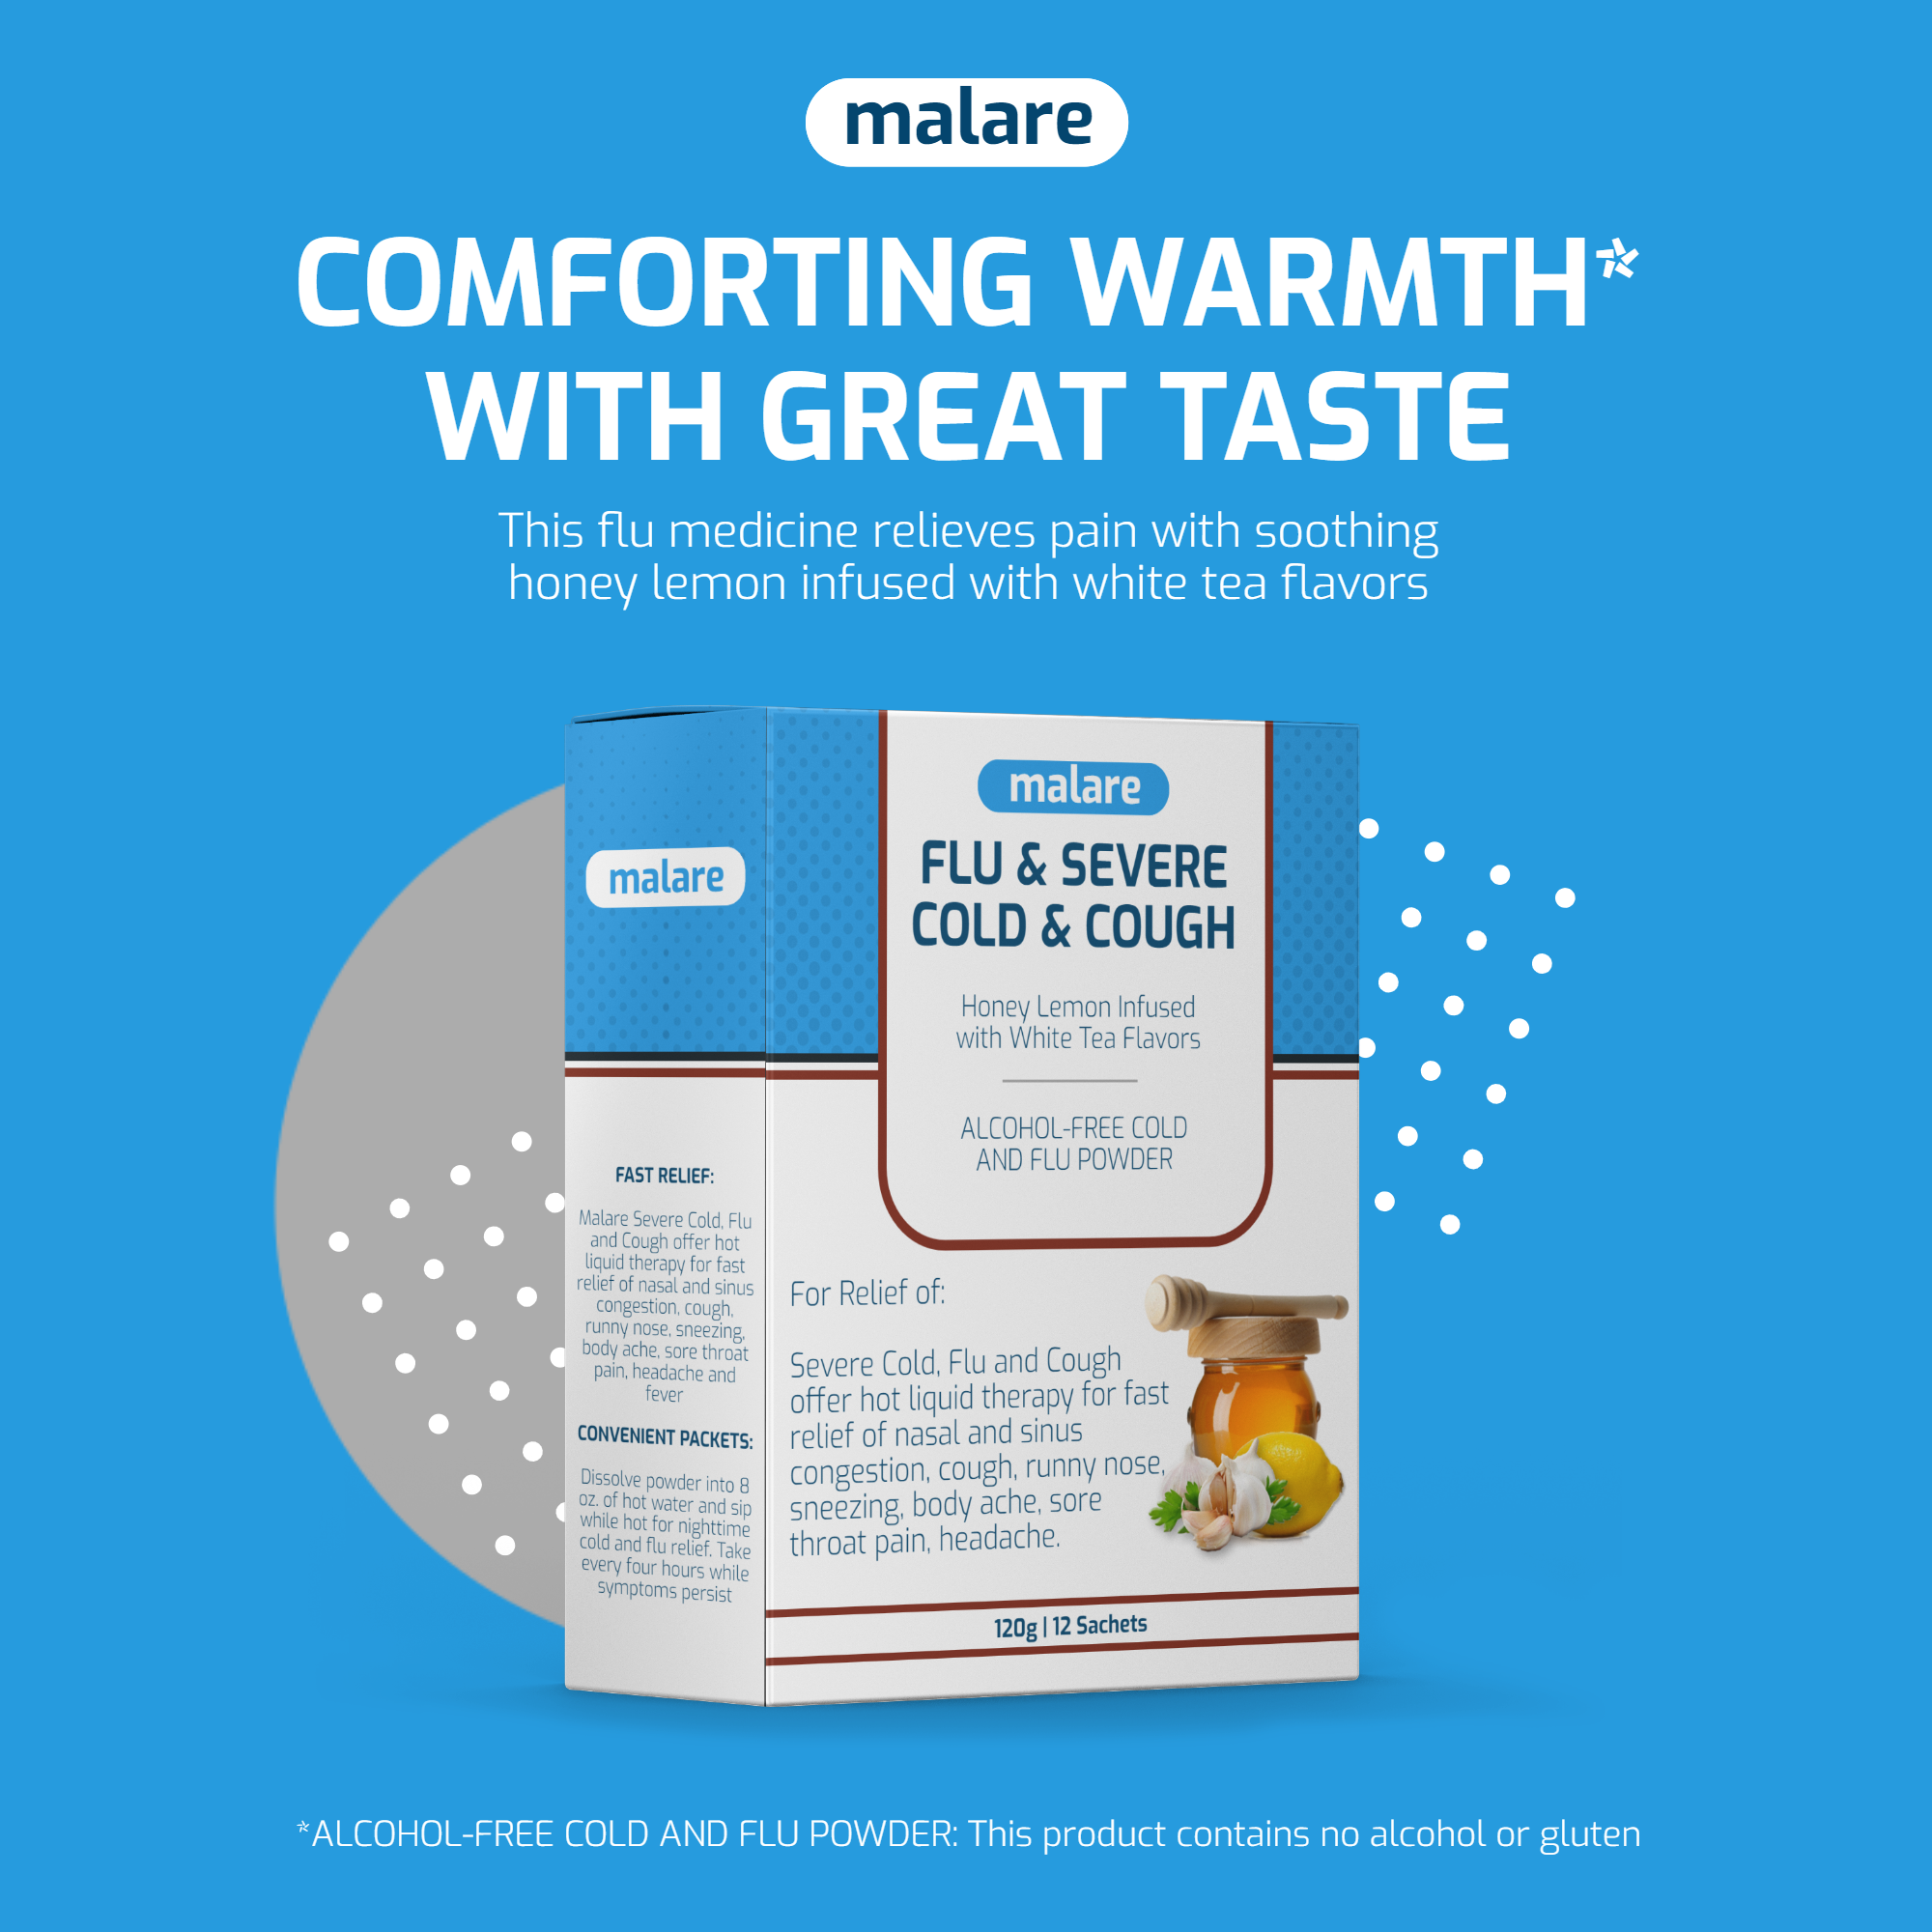 malare
COMFORTING WARMTH*
WITH GREAT TASTE
This flu medicine relieves pain with soothing
honey lemon infused with white tea flavors
malare
FLU & SEVERE
COLD & COUGH
Honey Lemon Infused
with White Tea Flavors
ALCOHOL-FREE COLD
AND FLU POWDER
For Relief of:
Severe Cold, Flu and Cough
offer hot liquid therapy for fast
relief of nasal and sinus
congestion, cough, runny nose,
sneezing, body ache, sore
throat pain, headache.
120g | 12 Sachets
malare
FAST RELIEF:
Malare Severe Cold, Flu
and Cough offer hot
liquid therapy for fast
relief of nasal and sinus
congestion, cough,
runny nose, sneezing,
body ache, sore throat
pain, headache and
fever
CONVENIENT PACKETS:
Dissolve powder into 8
oz. of hot water and sip
while hot for nighttime
cold and flu relief. Take
every four hours while
symptoms persist
*ALCOHOL-FREE COLD AND FLU POWDER: This product contains no alcohol or gluten